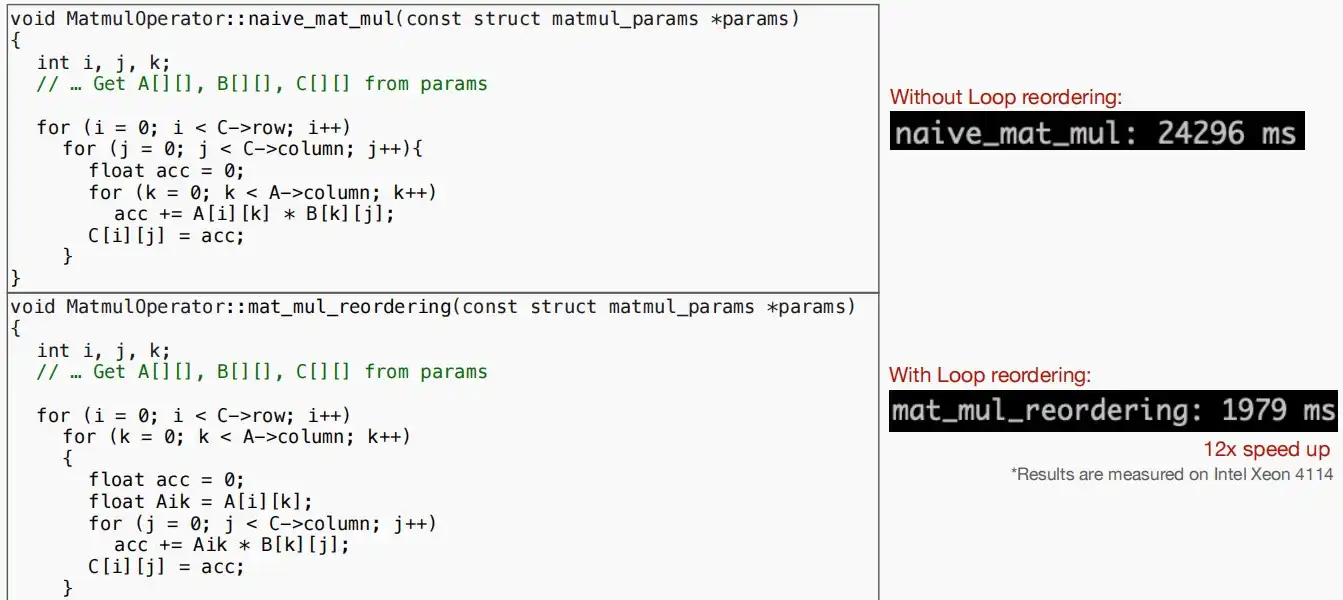 void MatmulOperator::naive_mat_mul(const struct matmul_params *params)
{
int i, j, k;
// … Get A[][], B[][], C[][] from params
for (i = 0; i < C->row; i++)
for (j = 0; j < C->column; j++){
float acc = 0;
for (k = 0; k < A->column; k++)
acc += A[i][k] * B[k][j];
C[i][j] = acc;
}
}
Without Loop reordering:
naive_mat_mul: 24296 ms
void MatmulOperator::mat_mul_reordering(const struct matmul_params *params)
{
int i, j, k;
// … Get A[][], B[][], C[][] from params
for (i = 0; i < C->row; i++)
for (k = 0; k < A->column; k++)
{
float acc = 0;
float Aik = A[i][k];
for (j = 0; j < C->column; j++)
acc += Aik * B[k][j];
C[i][j] = acc;
}
With Loop reordering:
mat_mul_reordering: 1979 ms
12x speed up
*Results are measured on Intel Xeon 4114